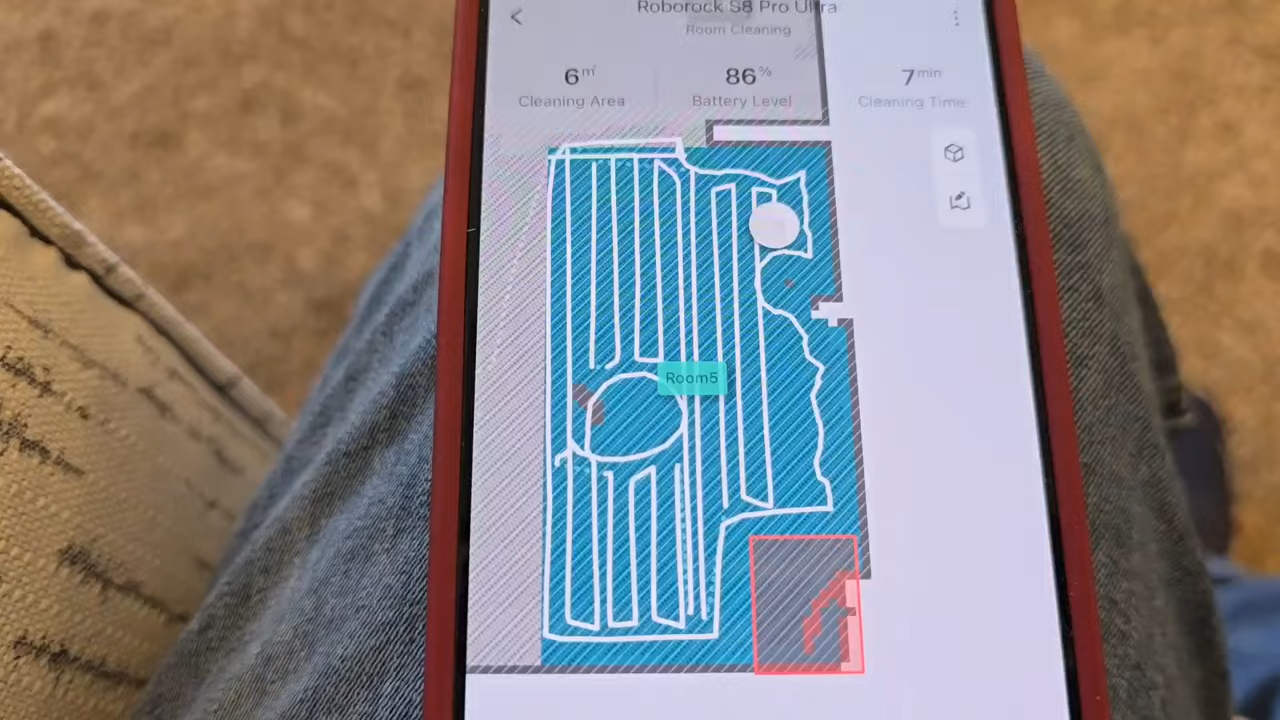 Roborock S8 Pro Ultra
Room Cleaning
6㎡
86%
7min
Cleaning Area
Battery Level
Cleaning Time
Room5